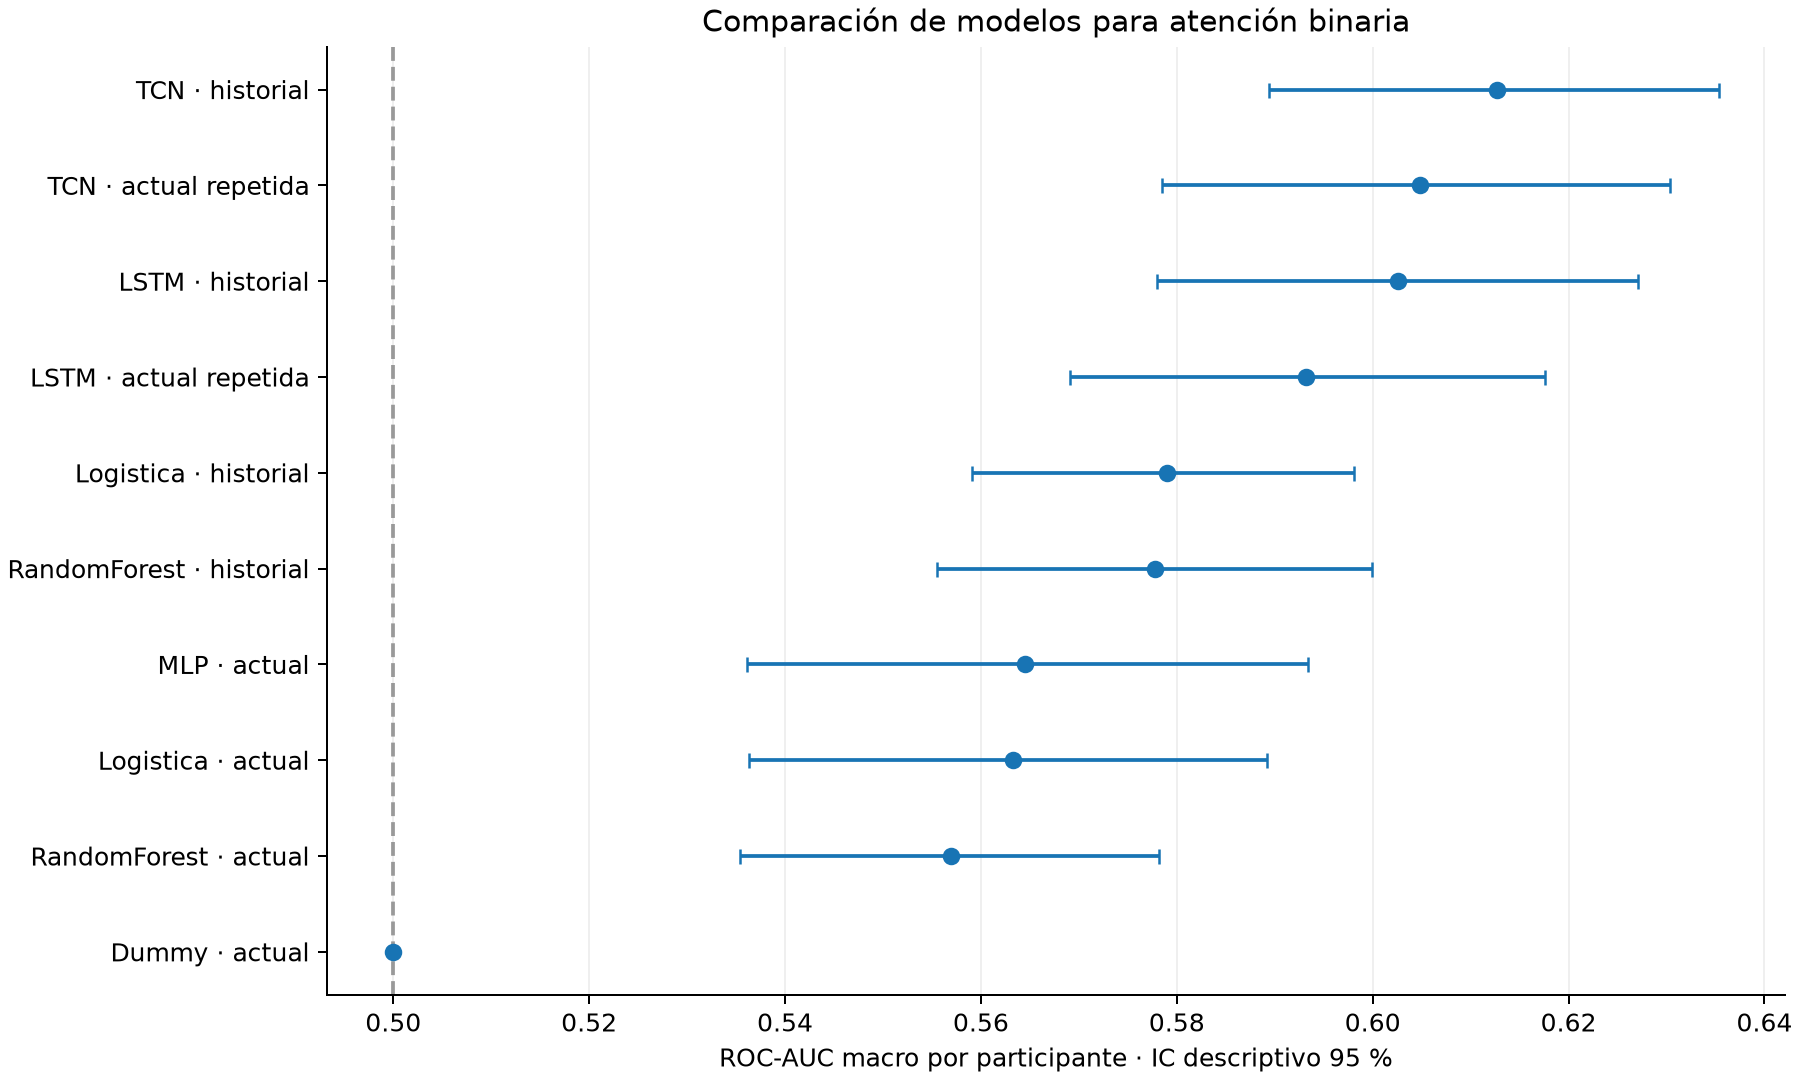 Comparación de modelos para atención binaria
TCN · historial
TCN · actual repetida
LSTM · historial
LSTM · actual repetida
Logistica · historial
RandomForest · historial
MLP · actual
Logistica · actual
RandomForest · actual
Dummy · actual
0.50 0.52 0.54 0.56 0.58 0.60 0.62 0.64
ROC-AUC macro por participante · IC descriptivo 95 %